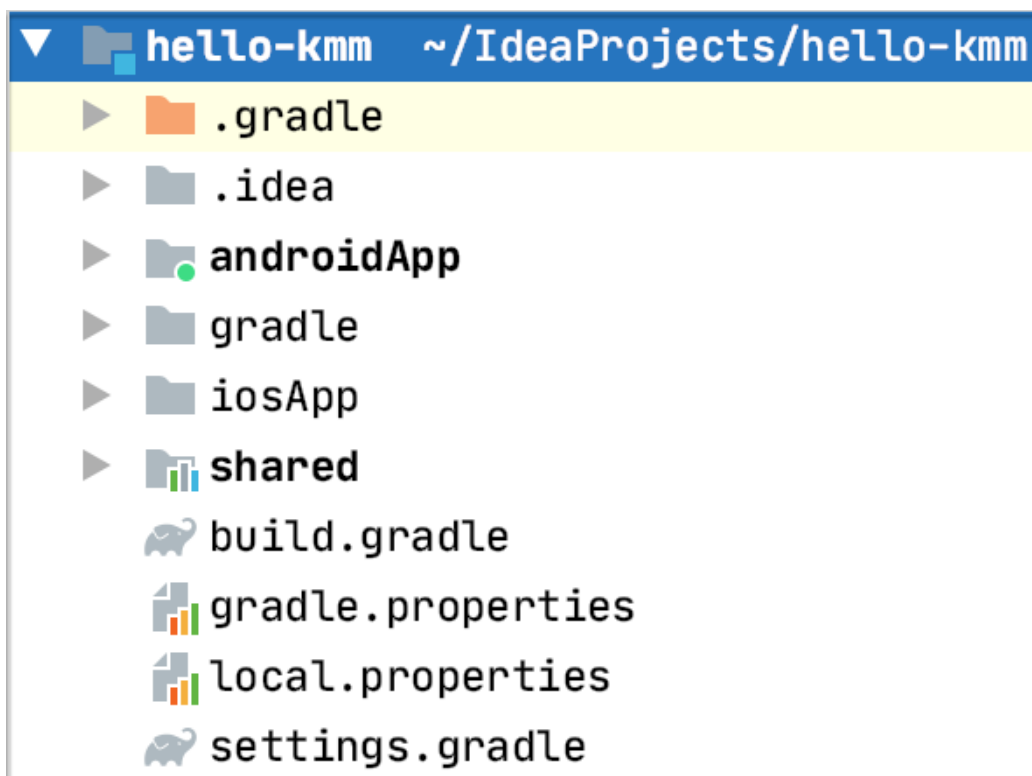 hello-kmm ~/IdeaProjects/hello-kmm
.gradle
.idea
androidApp
gradle
iosApp
shared
build.gradle
gradle.properties
local.properties
settings.gradle